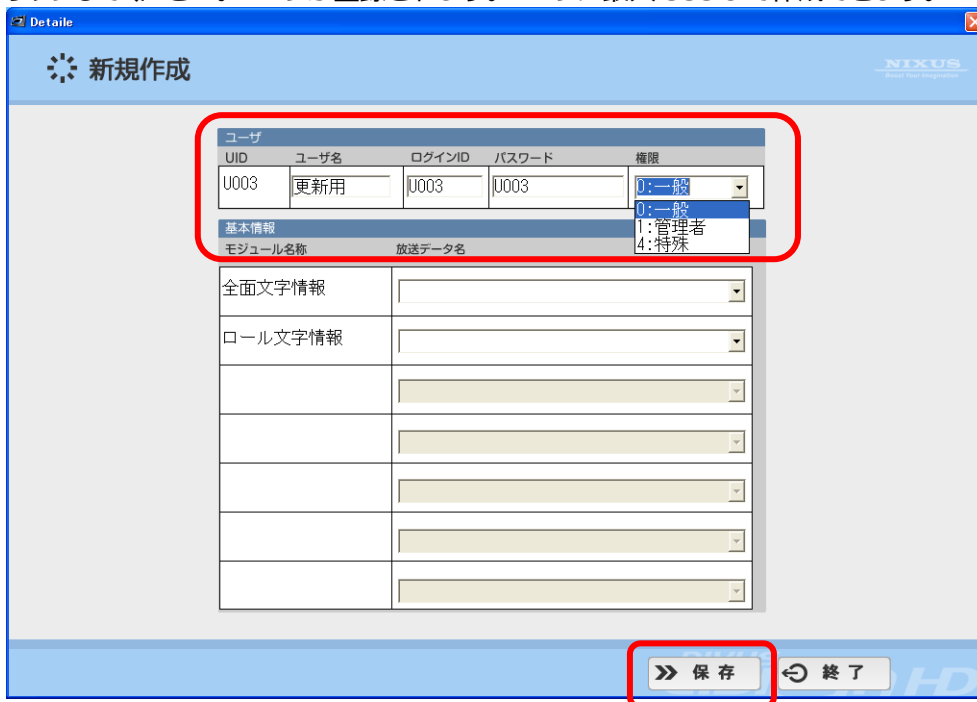 Detaile
新規作成
NIXUS
ユーザ
UID ユーザ名 ログインID パスワード 権限
U003 更新用 U003 U003 0:一般
0:一般
1:管理者
4:特殊
基本情報
モジュール名称 放送データ名
全面文字情報
ロール文字情報
保存 終了
HD